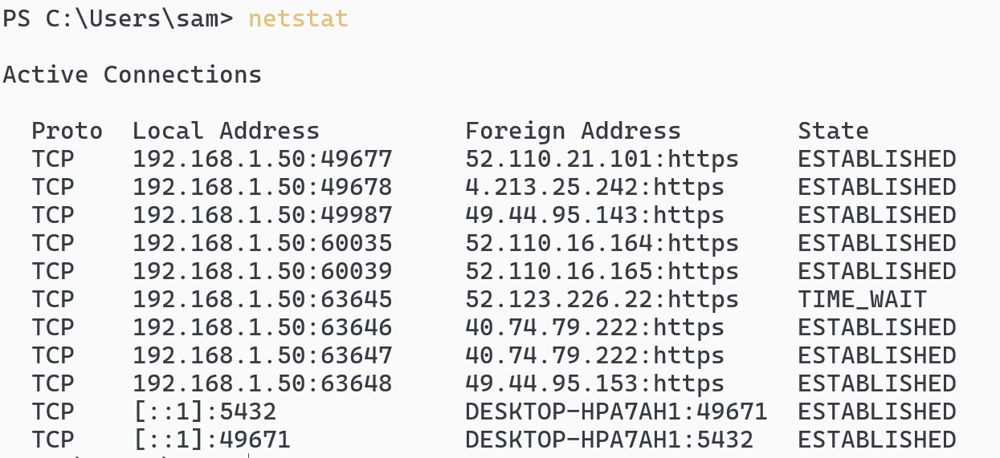 PS C:\Users\sam> netstat
Active Connections
Proto  Local Address          Foreign Address        State
TCP    192.168.1.50:49677     52.110.21.101:https    ESTABLISHED
TCP    192.168.1.50:49678     4.213.25.242:https     ESTABLISHED
TCP    192.168.1.50:49987     49.44.95.143:https     ESTABLISHED
TCP    192.168.1.50:60035     52.110.16.164:https    ESTABLISHED
TCP    192.168.1.50:60039     52.110.16.165:https    ESTABLISHED
TCP    192.168.1.50:63645     52.123.226.22:https    TIME_WAIT
TCP    192.168.1.50:63646     40.74.79.222:https     ESTABLISHED
TCP    192.168.1.50:63647     40.74.79.222:https     ESTABLISHED
TCP    192.168.1.50:63648     49.44.95.153:https     ESTABLISHED
TCP    [::1]:5432             DESKTOP-HPA7AH1:49671  ESTABLISHED
TCP    [::1]:49671            DESKTOP-HPA7AH1:5432   ESTABLISHED